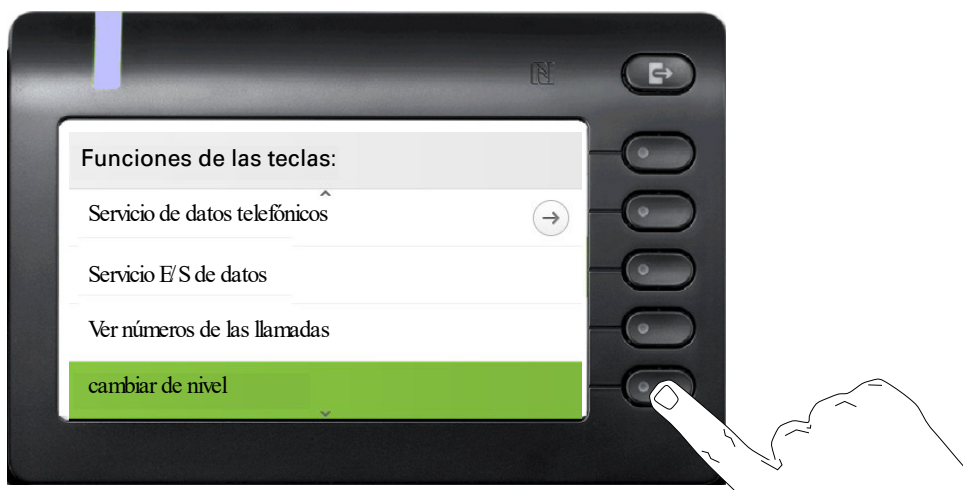 Funciones de las teclas:
Servicio de datos telefónicos
Servicio E/S de datos
Ver números de las llamadas
cambiar de nivel